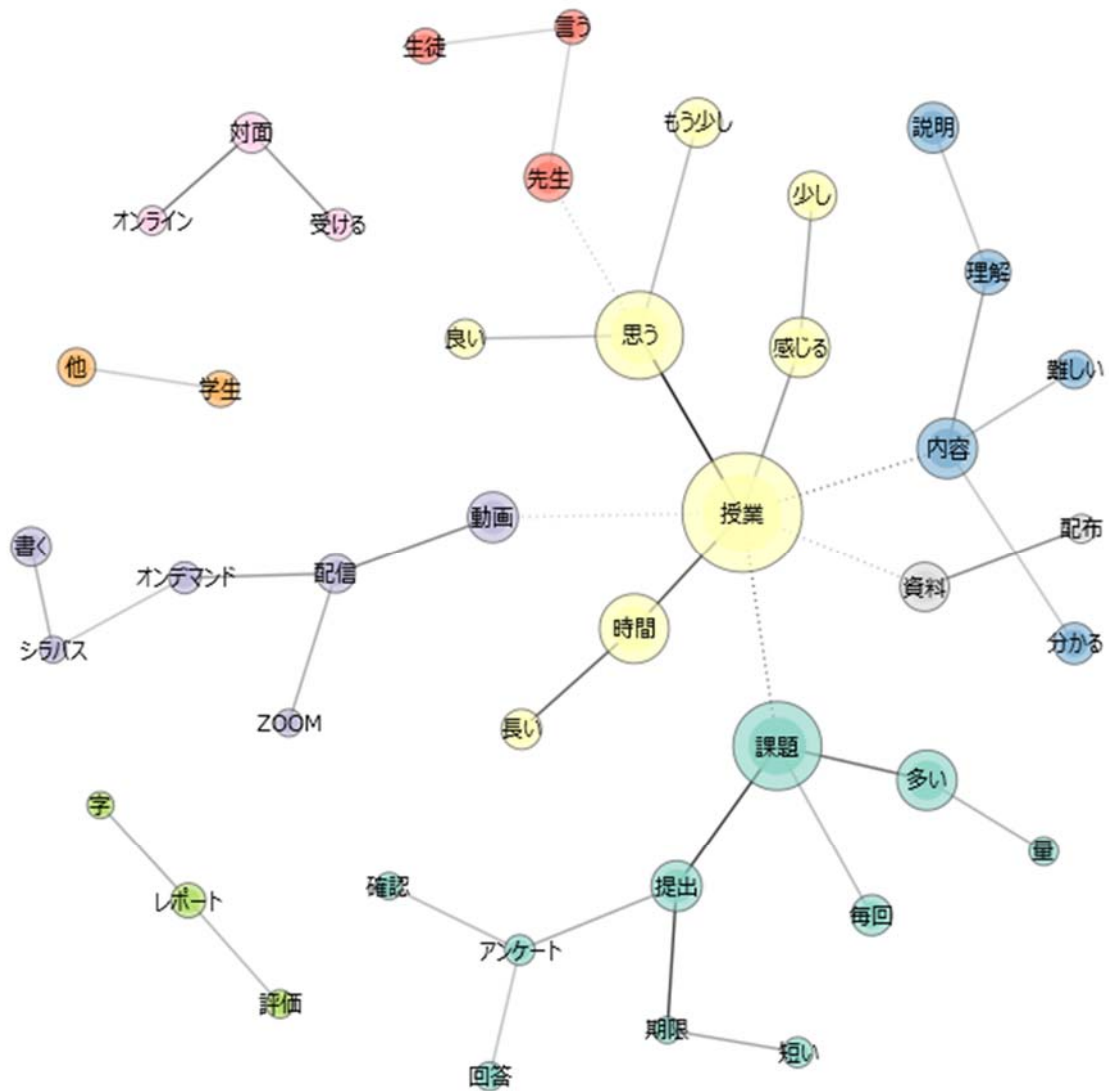 言う
生徒
もう少し
説明
対面
先生
少し
オンライン
受ける
理解
思う
良い
感じる
他
難しい
学生
内容
授業
動画
配布
書く
オンデマンド
配信
資料
時間
シラバス
分かる
ZOOM
長い
課題
多い
字
量
確認
提出
レポート
毎回
アンケート
評価
期限
短い
回答